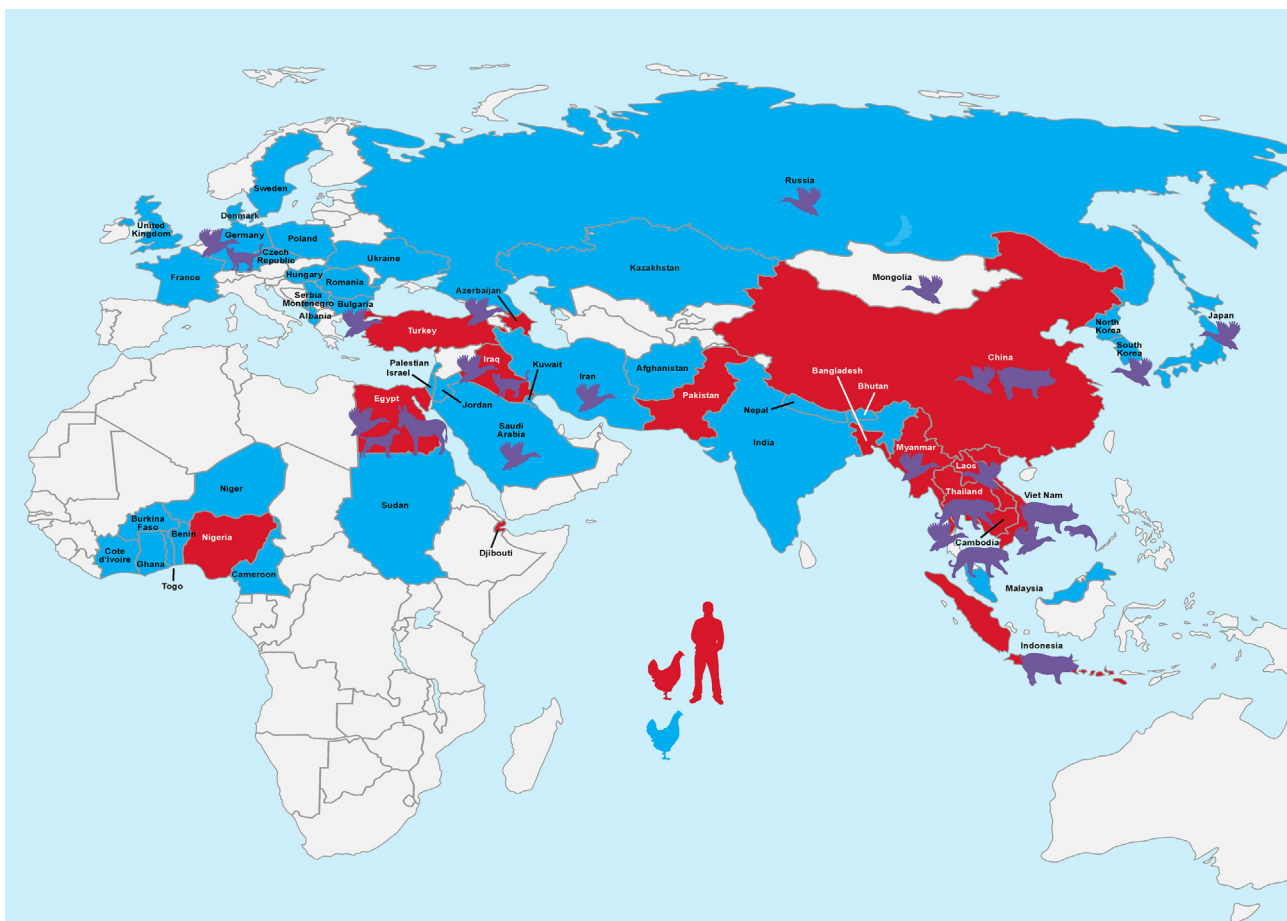 Russia
Sweden
Denmark
United
Kingdom
Germany
Poland
Czech
Republic
Ukraine
France
Hungary
Romania
Kazakhstan
Mongolia
Serbia
Montenegro
Bulgaria
Albania
Azerbaijan
Turkey
North
Korea
Japan
South
Korea
China
Palestian
Israel
Iraq
Kuwait
Iran
Afghanistan
Bangladesh
Bhutan
Pakistan
Jordan
Egypt
Nepal
Saudi
Arabia
India
Myanmar
Laos
Niger
Sudan
Thailand
Viet Nam
Burkina
Faso
Benin
Nigeria
Cote
d'Ivoire
Ghana
Togo
Cameroon
Djibouti
Cambodia
Malaysia
Indonesia